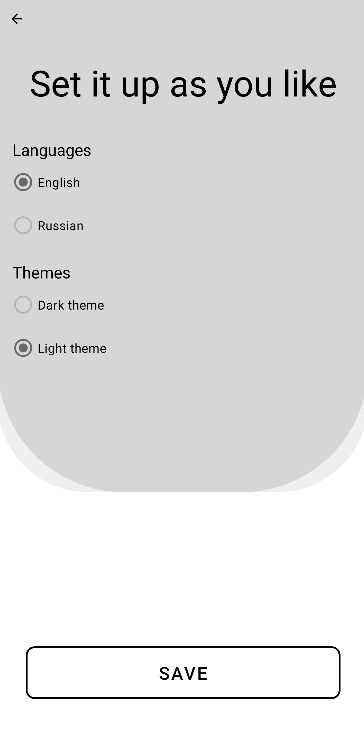 Set it up as you like
Languages
English
Russian
Themes
Dark theme
Light theme
SAVE